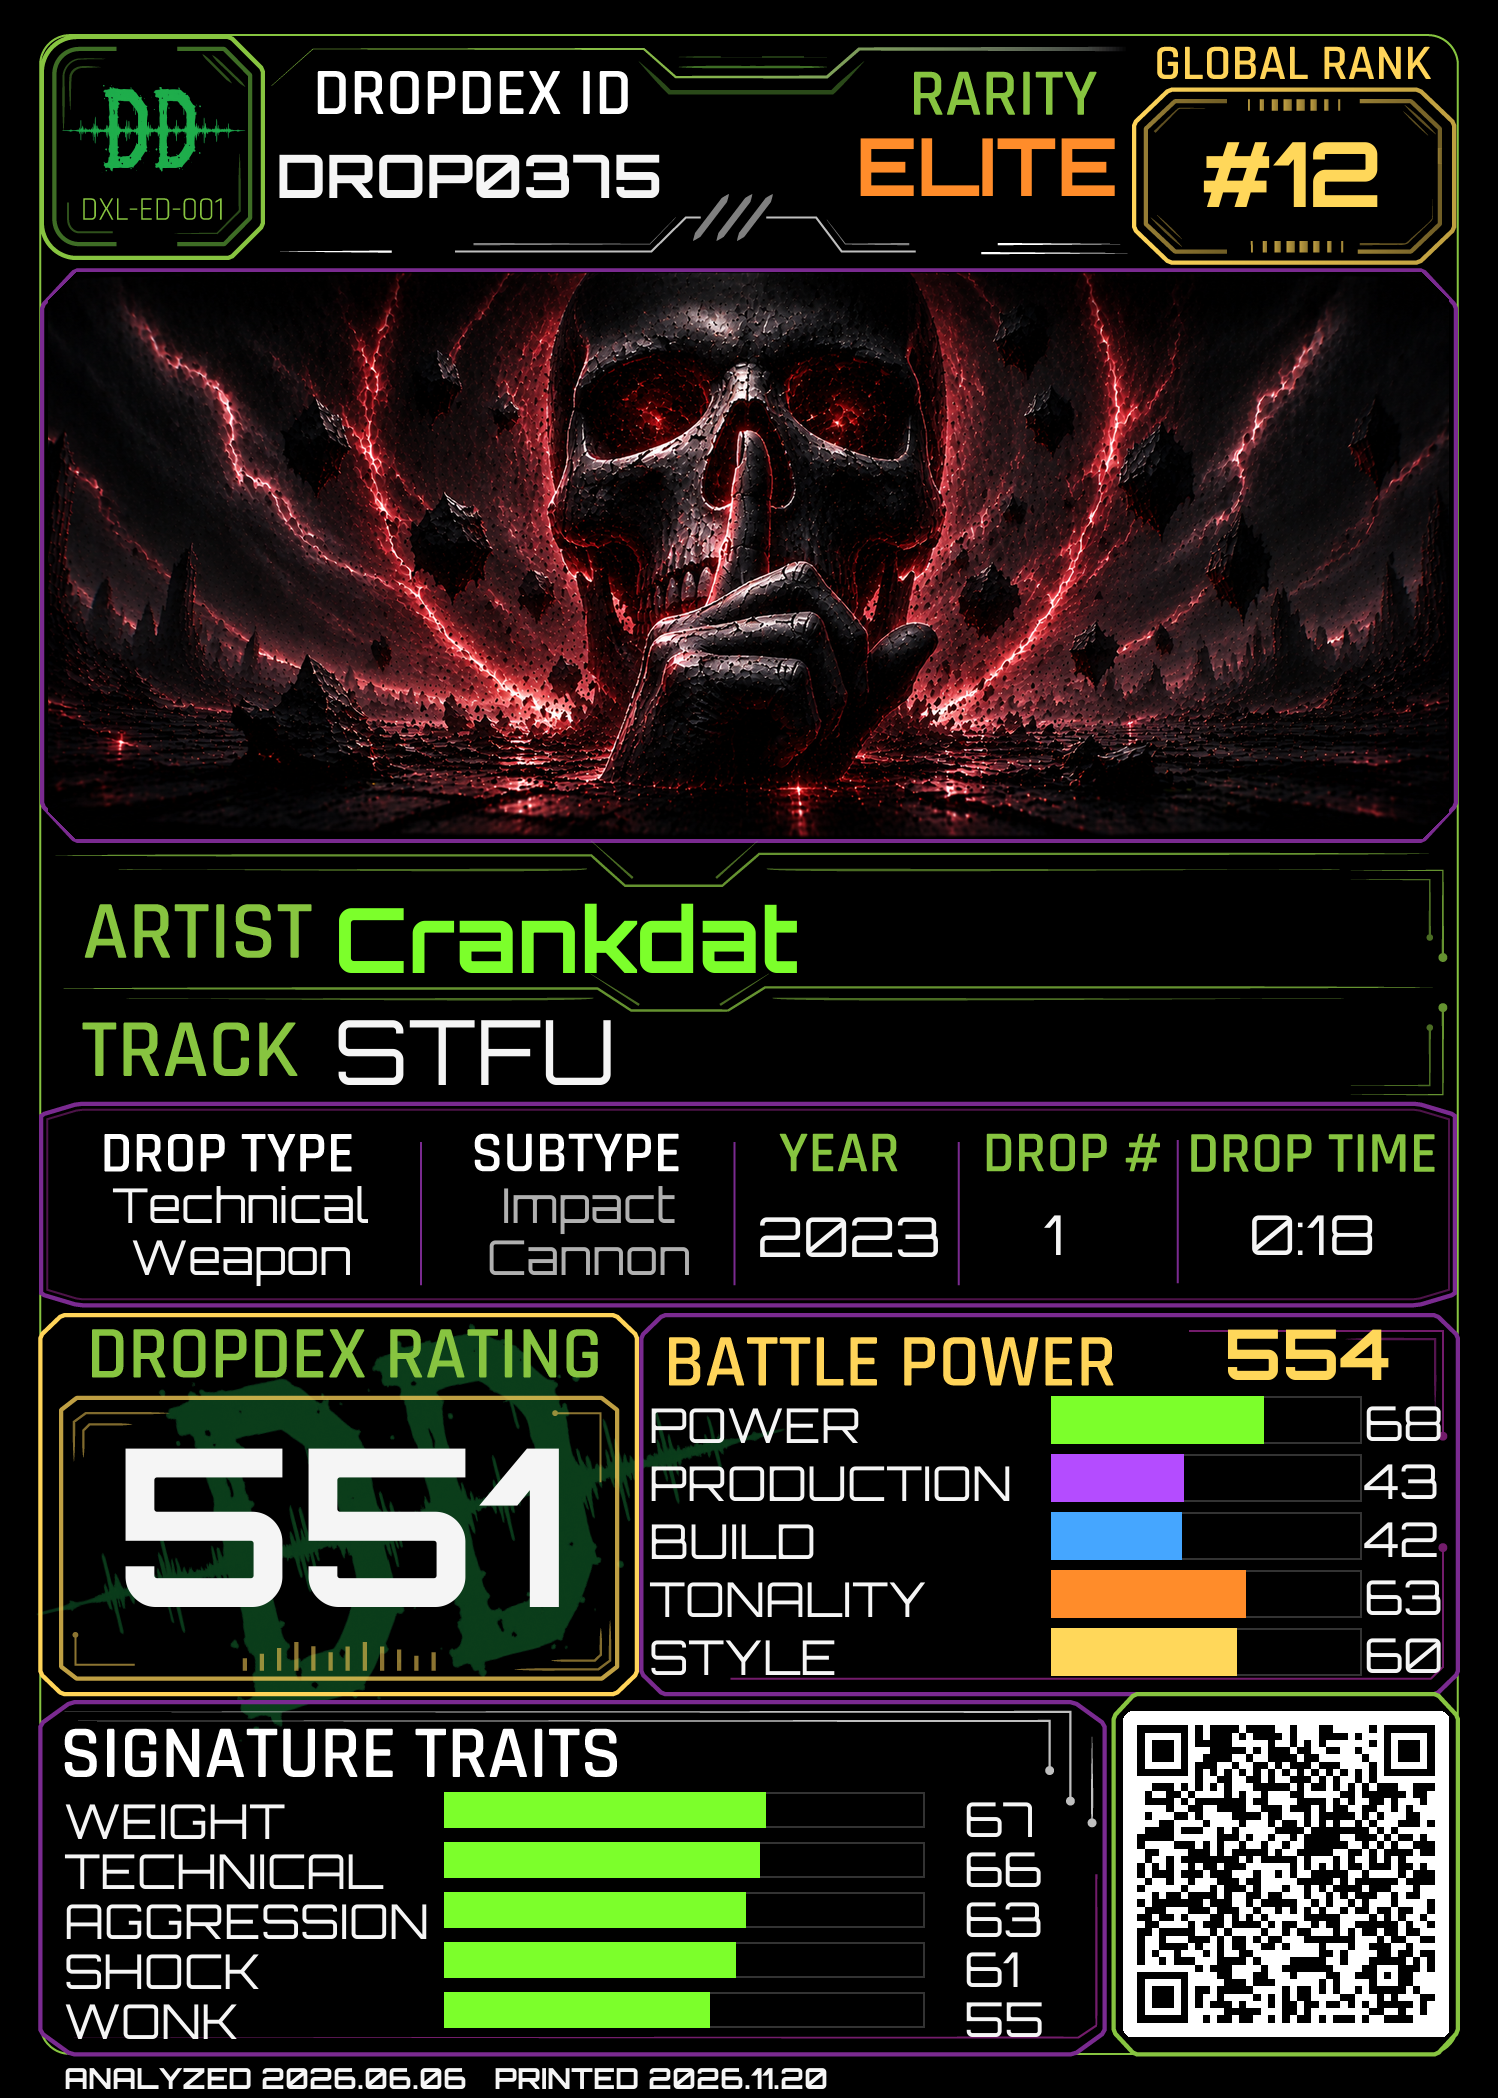 DD
DXL-ED-001
DROPDEX ID
DROP0375
RARITY
ELITE
GLOBAL RANK
#12
ARTIST Crankdat
TRACK STFU
DROP TYPE
Technical
Weapon
SUBTYPE
Impact
Cannon
YEAR
2023
DROP #
1
DROP TIME
0:18
DROPDEX RATING
551
BATTLE POWER 554
POWER 68
PRODUCTION 43
BUILD 42
TONALITY 63
STYLE 60
SIGNATURE TRAITS
WEIGHT 67
TECHNICAL 66
AGGRESSION 63
SHOCK 61
WONK 55
ANALYZED 2026.06.06 PRINTED 2026.11.20